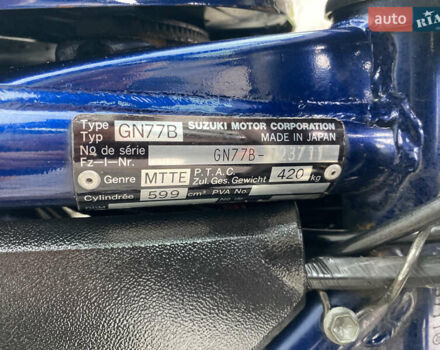 auto RIA
Type GN77B SUZUKI MOTOR CORPORATION
Typ MADE IN JAPAN
No de série
Fz-I-Nr. GN77B-
Genre MTTE P.T.A.C. 420 kg
Zul.Ges.Gewicht
Cylindrée 599 cm³ PVA No.